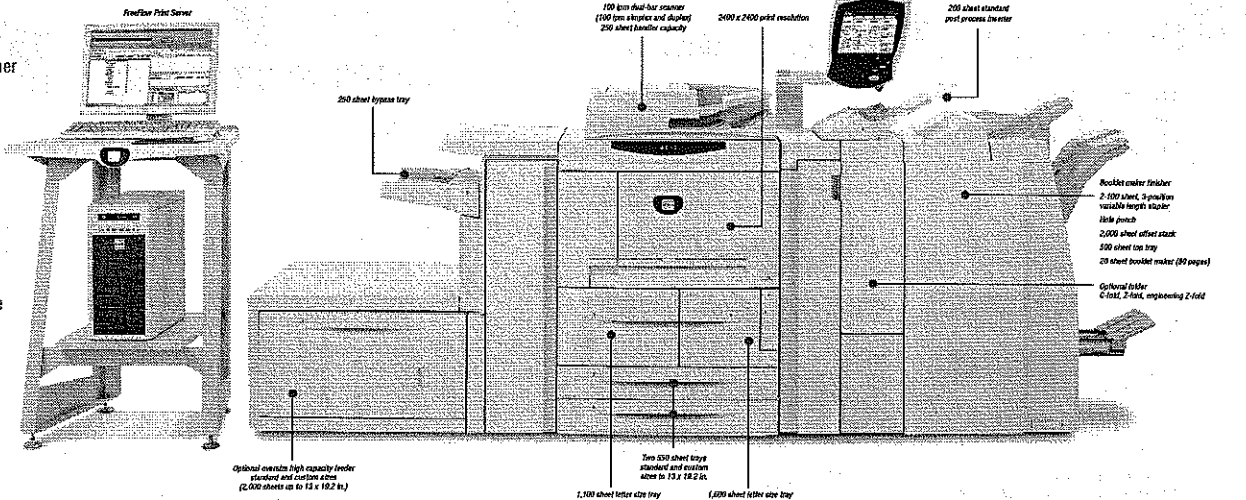 FreeFlow Print Server
100 ipm dual-bar scanner
(100 ipm simplex and duplex)
250 sheet handler capacity
2400 x 2400 print resolution
200 sheet standard
post process inserter
250 sheet bypass tray
Booklet maker finisher
2-100 sheet, 3-position
variable length stapler
Hole punch
2,000 sheet offset stack
500 sheet top tray
20 sheet booklet maker (80 pages)
Optional folder
C-fold, Z-fold, engineering Z-fold
Optional oversize high capacity feeder
standard and custom sizes
(2,000 sheets up to 13 x 19.2 in.)
Two 550 sheet trays
standard and custom
sizes to 13 x 19.2 in.
1,100 sheet letter size tray
1,600 sheet letter size tray